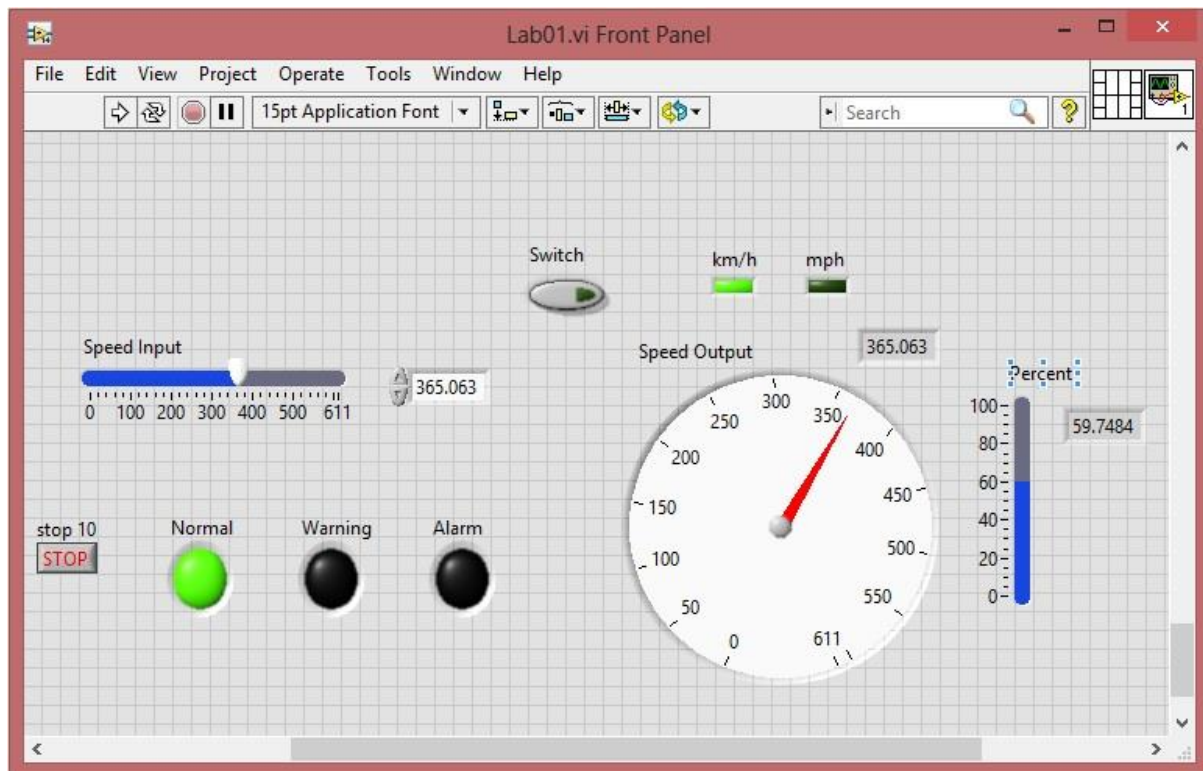 Lab01.vi Front Panel
File Edit View Project Operate Tools Window Help
15pt Application Font
Search
?
1
Switch
km/h mph
Speed Input
365.063
0 100 200 300 400 500 611
Speed Output
365.063
0
50
100
150
200
250
300
350
400
450
500
550
611
Percent
100
80
60
40
20
0
59.7484
stop 10
STOP
Normal Warning Alarm